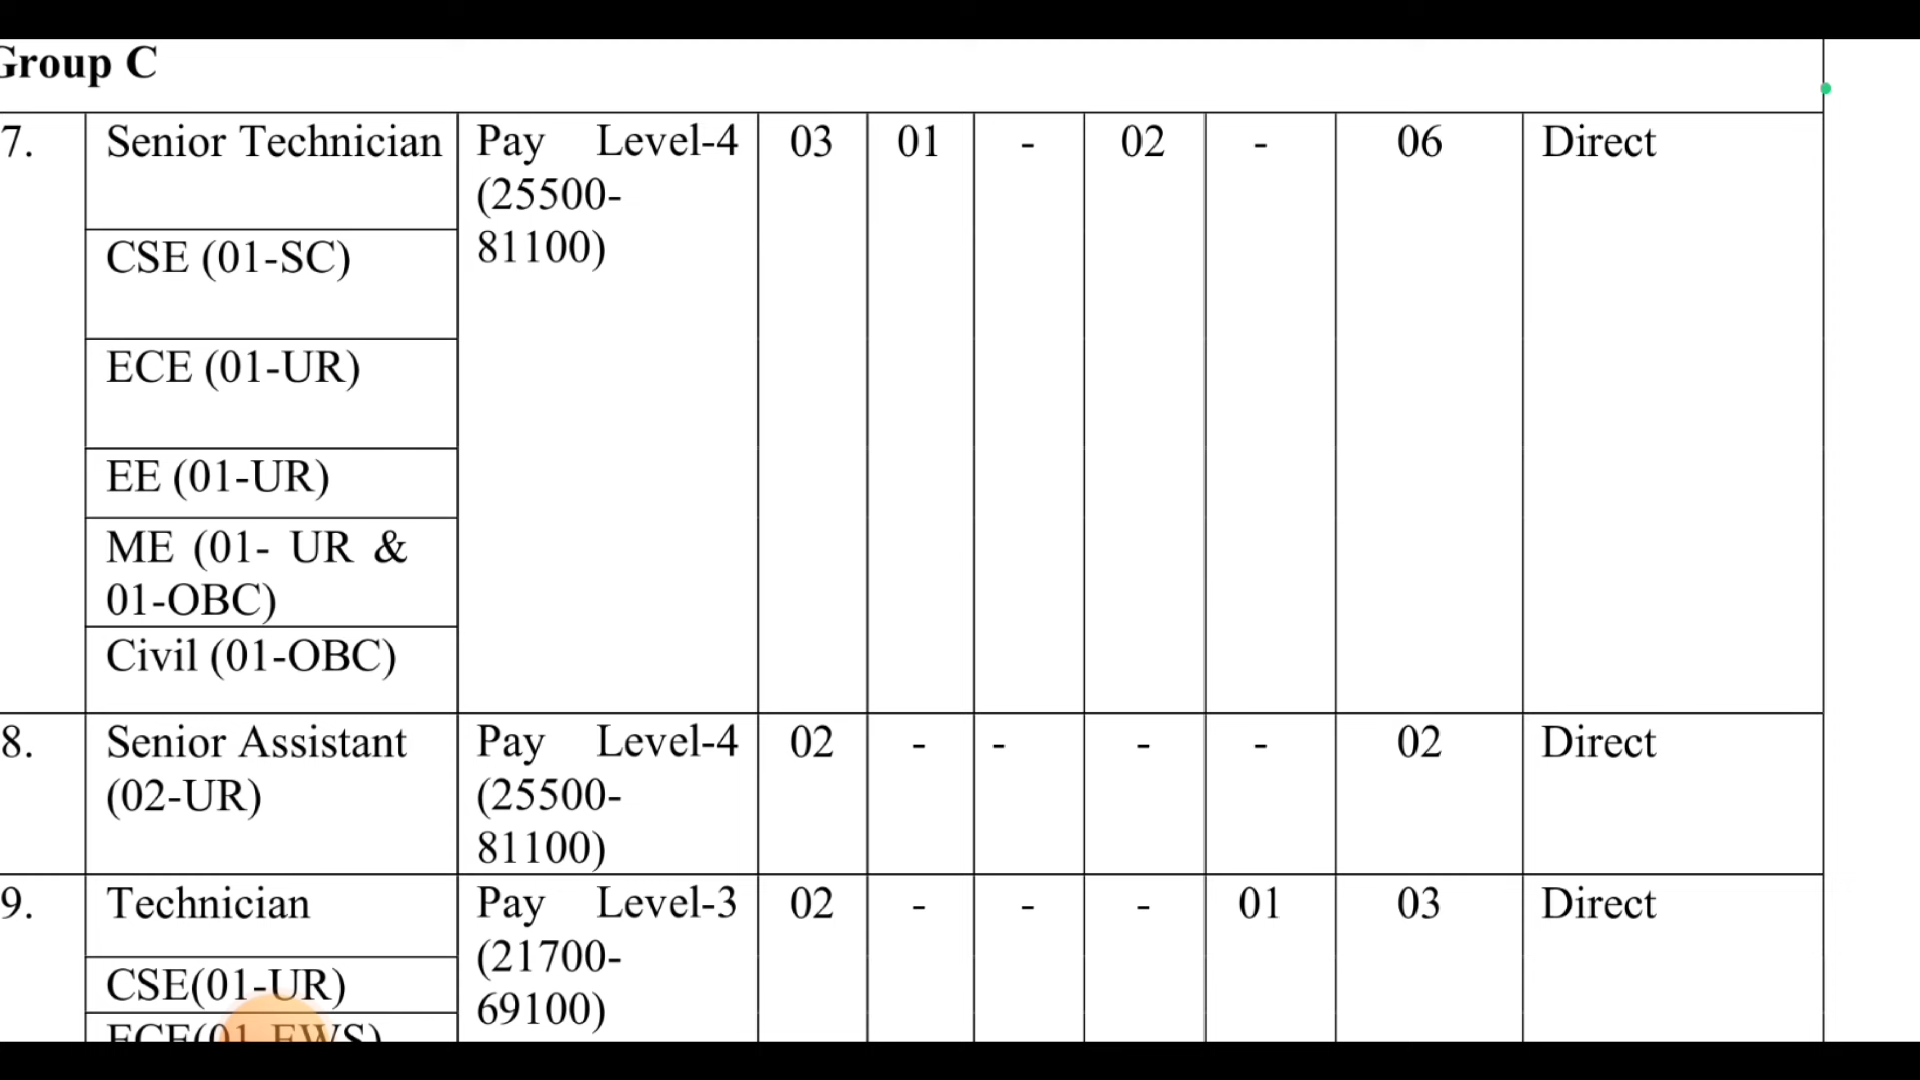 Group C
7. Senior Technician Pay Level-4 03 01 - 02 - 06 Direct
(25500-
81100)
CSE (01-SC)
ECE (01-UR)
EE (01-UR)
ME (01- UR &
01-OBC)
Civil (01-OBC)
8. Senior Assistant Pay Level-4 02 - - - - 02 Direct
(02-UR) (25500-
81100)
9. Technician Pay Level-3 02 - - - 01 03 Direct
(21700-
CSE(01-UR)
69100)
ECE(01-EWS)